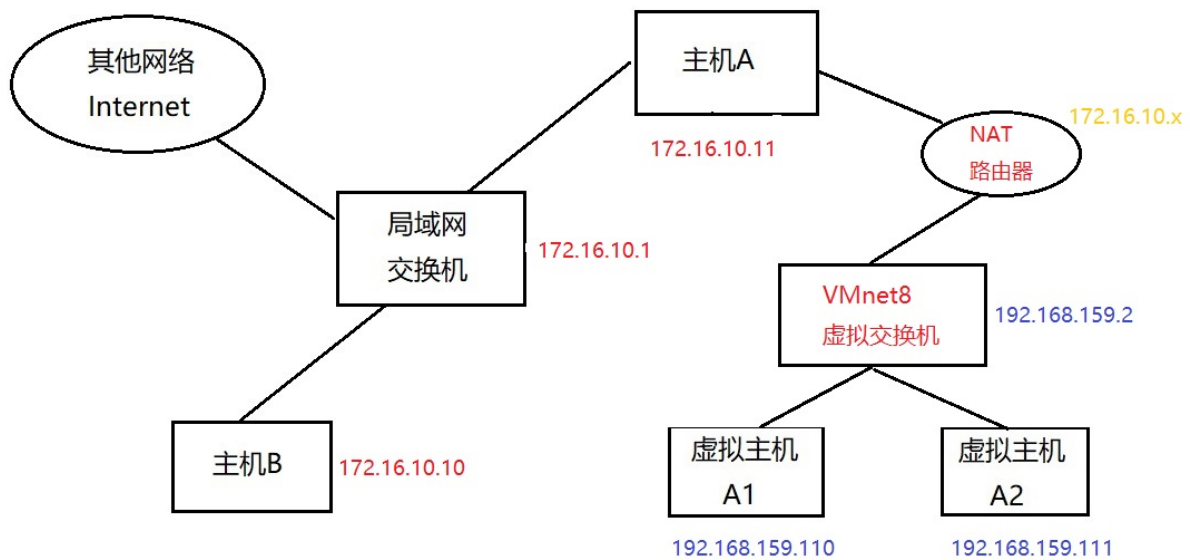 其他网络
Internet
主机A
172.16.10.11
NAT
路由器
172.16.10.x
局域网
交换机
172.16.10.1
VMnet8
虚拟交换机
192.168.159.2
主机B
172.16.10.10
虚拟主机
A1
192.168.159.110
虚拟主机
A2
192.168.159.111